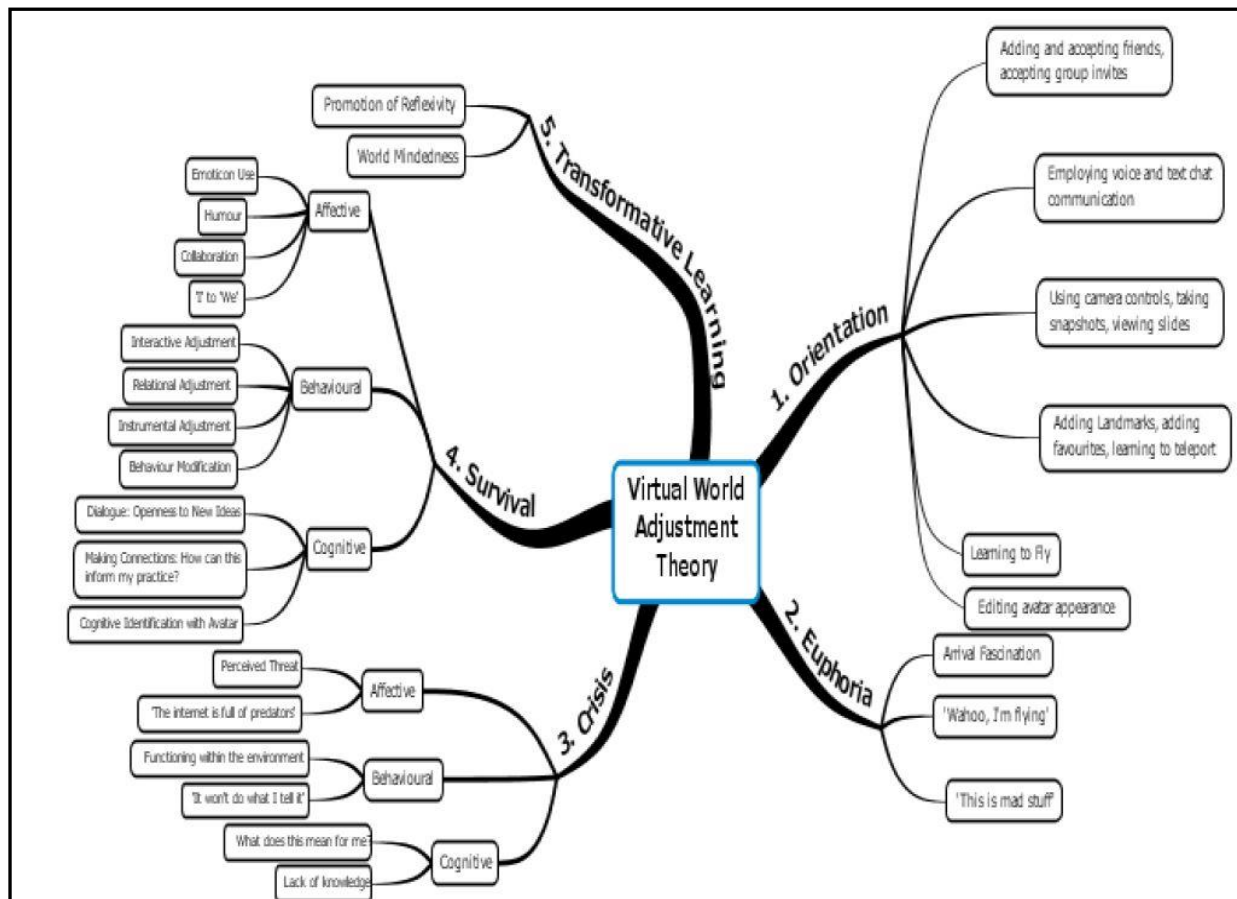 Virtual World
Adjustment
Theory
1. Orientation
Adding and accepting friends,
accepting group invites
Employing voice and text chat
communication
Using camera controls, taking
snapshots, viewing slides
Adding Landmarks, adding
favourites, learning to teleport
Learning to Fly
Editing avatar appearance
2. Euphoria
Arrival Fascination
'Wahoo, I'm flying'
'This is mad stuff'
3. Crisis
Affective
Perceived Threat
'The internet is full of predators'
Behavioural
Functioning within the environment
'It won't do what I tell it'
Cognitive
What does this mean for me?
Lack of knowledge
4. Survival
Affective
Emoticon Use
Humour
Collaboration
'I' to 'We'
Behavioural
Interactive Adjustment
Relational Adjustment
Instrumental Adjustment
Behaviour Modification
Cognitive
Dialogue: Openness to New Ideas
Making Connections: How can this
inform my practice?
Cognitive Identification with Avatar
5. Transformative Learning
Promotion of Reflexivity
World Mindedness